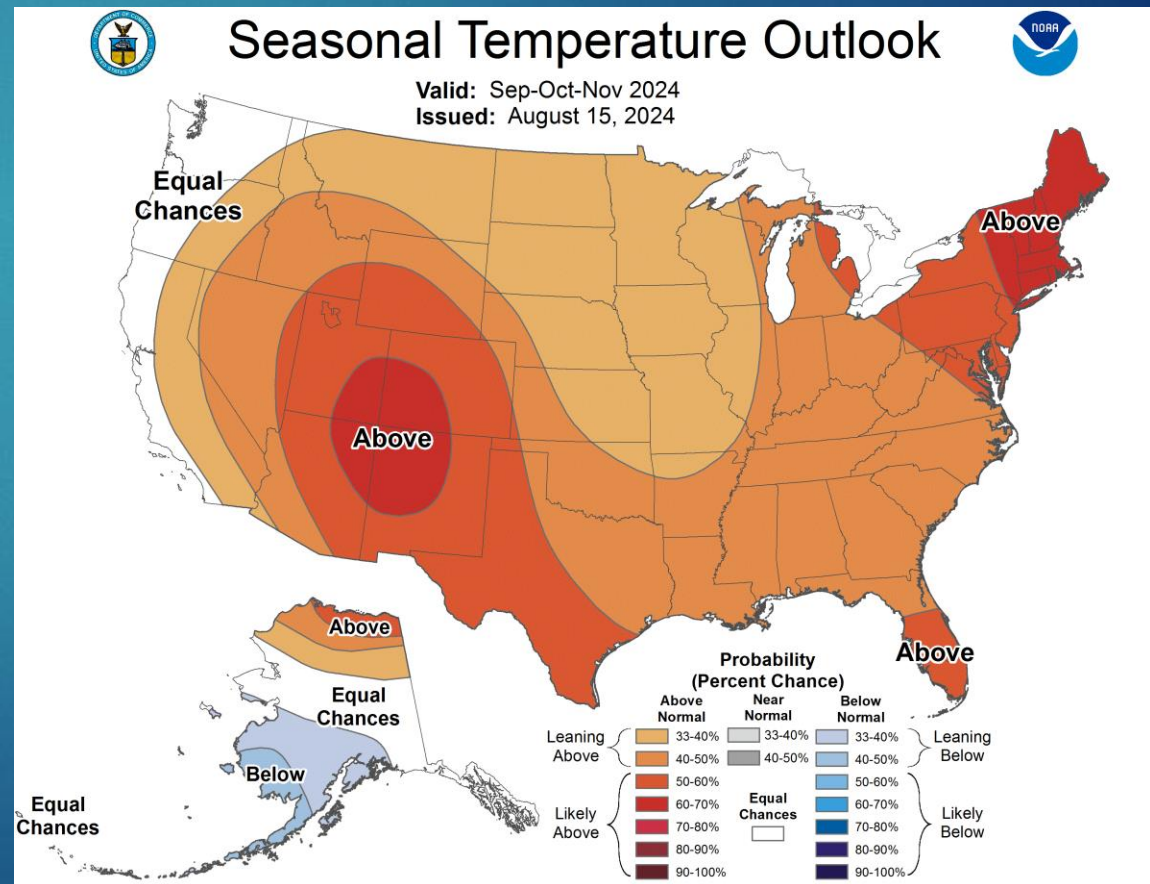 Seasonal Temperature Outlook
NOAA
Valid: Sep-Oct-Nov 2024
Issued: August 15, 2024
Equal
Chances
Above
Above
Above
Above
Equal
Chances
Below
Equal
Chances
Probability
(Percent Chance)
Above
Normal
Near
Normal
Below
Normal
Leaning
Above
33-40%
40-50%
33-40%
40-50%
33-40%
40-50%
Leaning
Below
Likely
Above
50-60%
60-70%
70-80%
80-90%
90-100%
Equal
Chances
50-60%
60-70%
70-80%
80-90%
90-100%
Likely
Below